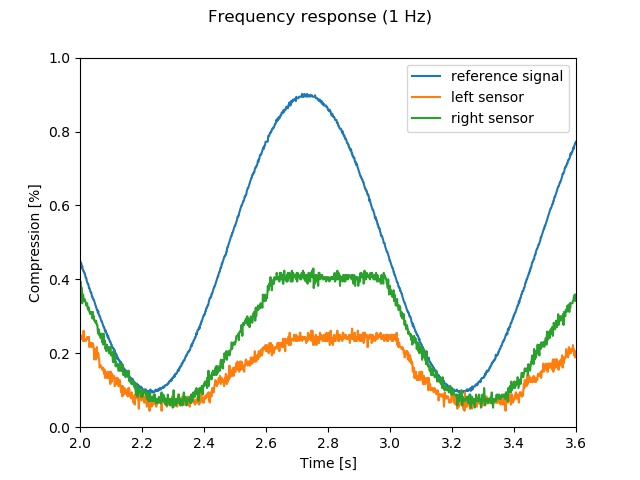 Frequency response (1 Hz)
reference signal
left sensor
right sensor
1.0
0.8
0.6
0.4
0.2
0.0
Compression [%]
2.0 2.2 2.4 2.6 2.8 3.0 3.2 3.4 3.6
Time [s]